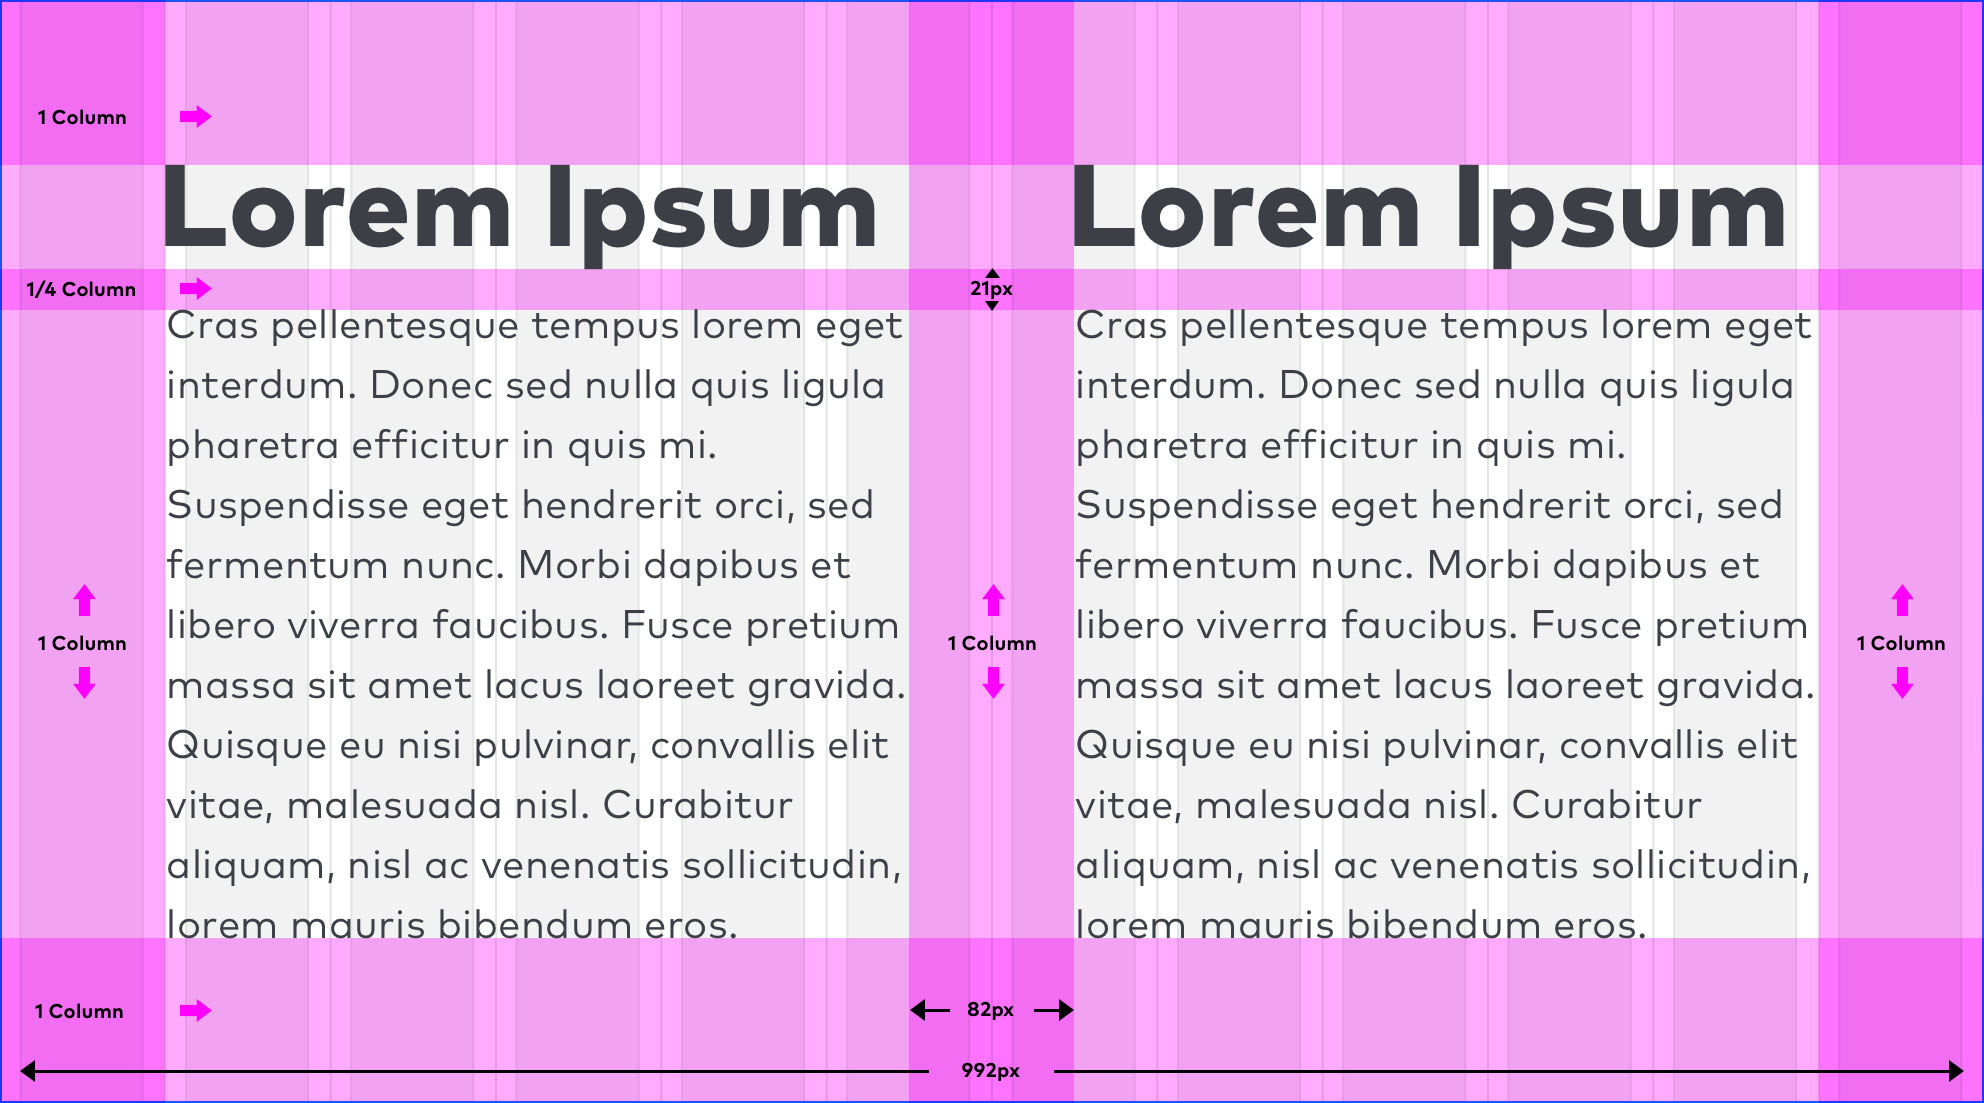 1 Column
Lorem Ipsum
Lorem Ipsum
1/4 Column
21px
Cras pellentesque tempus lorem eget
interdum. Donec sed nulla quis ligula
pharetra efficitur in quis mi.
Suspendisse eget hendrerit orci, sed
fermentum nunc. Morbi dapibus et
libero viverra faucibus. Fusce pretium
massa sit amet lacus laoreet gravida.
Quisque eu nisi pulvinar, convallis elit
vitae, malesuada nisl. Curabitur
aliquam, nisl ac venenatis sollicitudin,
lorem mauris bibendum eros.
Cras pellentesque tempus lorem eget
interdum. Donec sed nulla quis ligula
pharetra efficitur in quis mi.
Suspendisse eget hendrerit orci, sed
fermentum nunc. Morbi dapibus et
libero viverra faucibus. Fusce pretium
massa sit amet lacus laoreet gravida.
Quisque eu nisi pulvinar, convallis elit
vitae, malesuada nisl. Curabitur
aliquam, nisl ac venenatis sollicitudin,
lorem mauris bibendum eros.
1 Column
1 Column
1 Column
1 Column
82px
992px